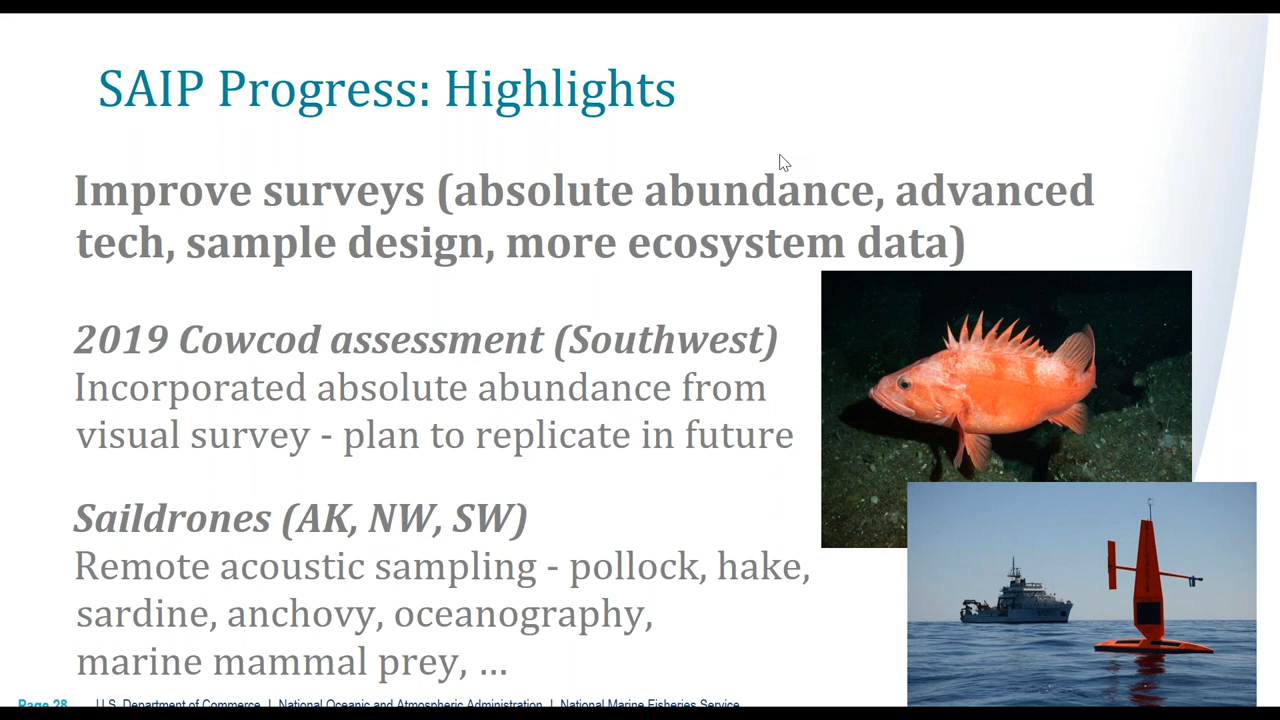 SAIP Progress: Highlights
Improve surveys (absolute abundance, advanced
tech, sample design, more ecosystem data)
2019 Cowcod assessment (Southwest)
Incorporated absolute abundance from
visual survey - plan to replicate in future
Saildrones (AK, NW, SW)
Remote acoustic sampling - pollock, hake,
sardine, anchovy, oceanography,
marine mammal prey, ...
Page 28 U.S. Department of Commerce | National Oceanic and Atmospheric Administration | National Marine Fisheries Service